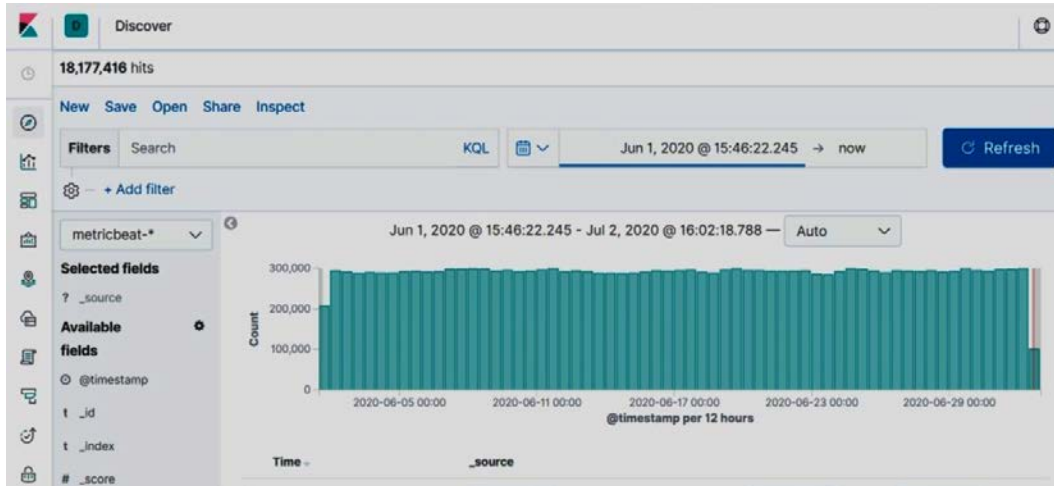 D Discover
18,177,416 hits
New Save Open Share Inspect
Filters Search KQL Jun 1, 2020 @ 15:46:22.245 → now Refresh
+ Add filter
metricbeat-*
Jun 1, 2020 @ 15:46:22.245 - Jul 2, 2020 @ 16:02:18.788 — Auto
Selected fields
? _source
Available
fields
@timestamp
t _id
t _index
# _score
Count
300,000
200,000
100,000
0
2020-06-05 00:00 2020-06-11 00:00 2020-06-17 00:00 2020-06-23 00:00 2020-06-29 00:00
@timestamp per 12 hours
Time _source